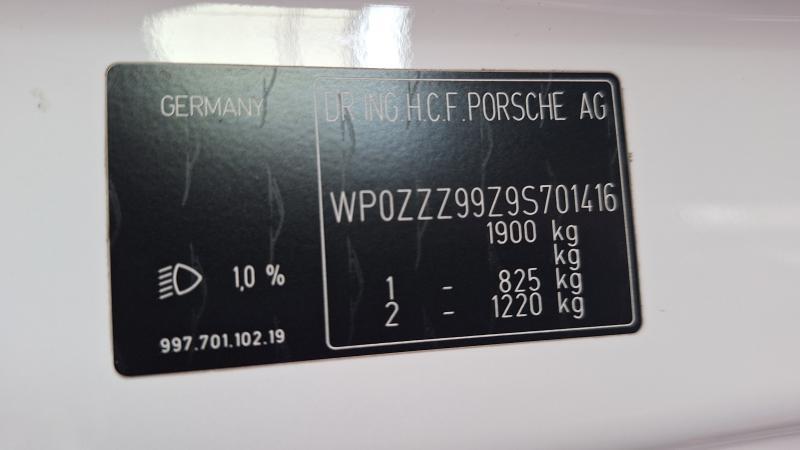 GERMANY
DR.ING.H.C.F.PORSCHE AG
WP0ZZZ99Z9S701416
1900 kg
kg
1 - 825 kg
2 - 1220 kg
1,0 %
997.701.102.19